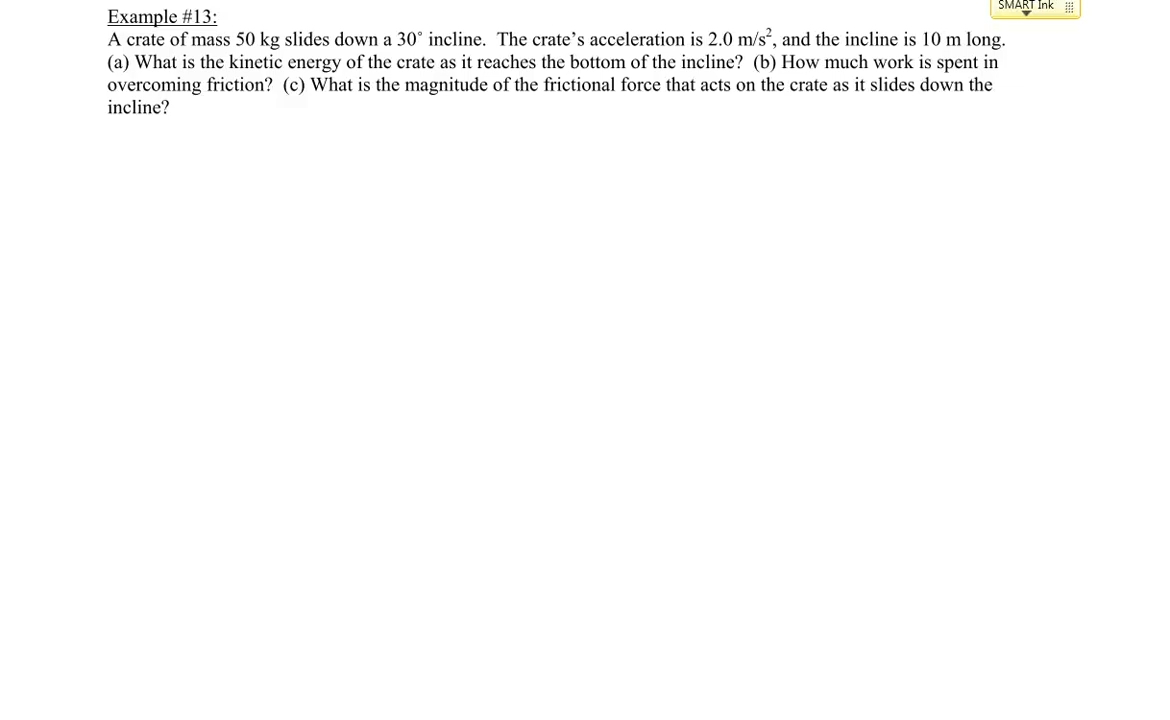 SMART Ink
Example #13:
A crate of mass 50 kg slides down a 30° incline.  The crate’s acceleration is 2.0 m/s², and the incline is 10 m long.
(a) What is the kinetic energy of the crate as it reaches the bottom of the incline?  (b) How much work is spent in
overcoming friction?  (c) What is the magnitude of the frictional force that acts on the crate as it slides down the
incline?